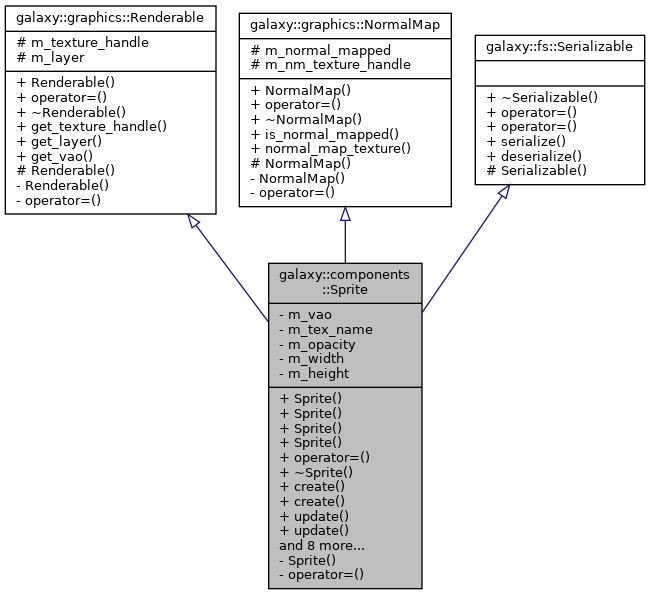 galaxy::graphics::Renderable
# m_texture_handle
# m_layer
+ Renderable()
+ operator=()
+ ~Renderable()
+ get_texture_handle()
+ get_layer()
+ get_vao()
# Renderable()
- Renderable()
- operator=()
galaxy::graphics::NormalMap
# m_normal_mapped
# m_nm_texture_handle
+ NormalMap()
+ operator=()
+ ~NormalMap()
+ is_normal_mapped()
+ normal_map_texture()
# NormalMap()
- NormalMap()
- operator=()
galaxy::fs::Serializable
+ ~Serializable()
+ operator=()
+ operator=()
+ serialize()
+ deserialize()
# Serializable()
galaxy::components
::Sprite
- m_vao
- m_tex_name
- m_opacity
- m_width
- m_height
+ Sprite()
+ Sprite()
+ Sprite()
+ Sprite()
+ operator=()
+ ~Sprite()
+ create()
+ create()
+ update()
+ update()
and 8 more...
- Sprite()
- operator=()